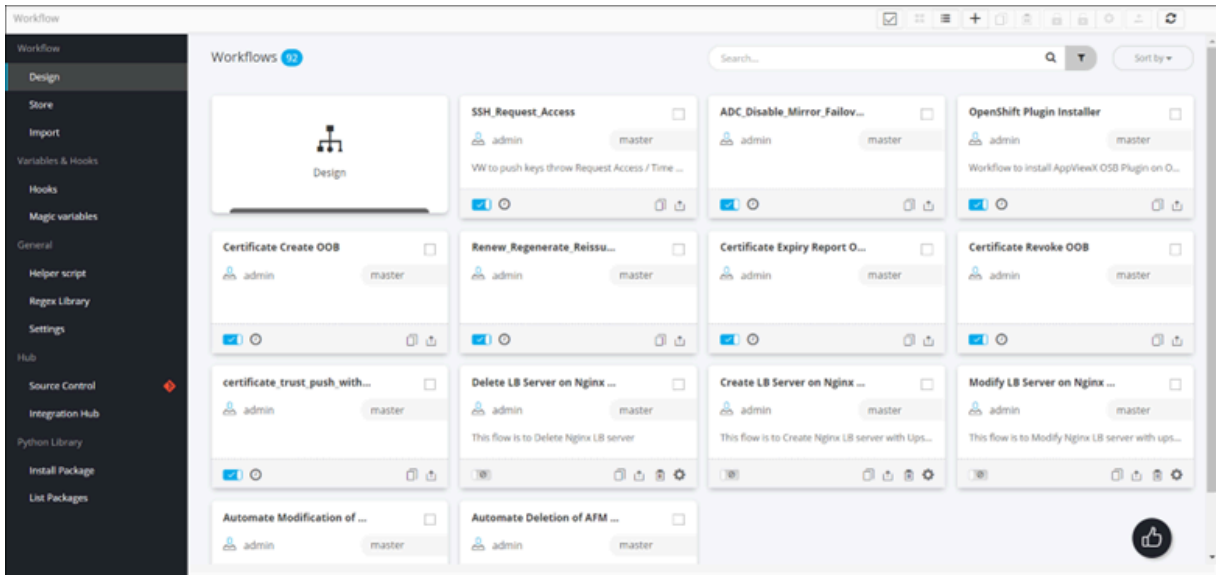 Workflow
Workflow
Design
Store
Import
Variables & Hooks
Hooks
Magic variables
General
Helper script
Regex Library
Settings
Hub
Source Control
Integration Hub
Python Library
Install Package
List Packages
Workflows 92
Search...
Sort by
Design
SSH_Request_Access
admin master
VW to push keys throw Request Access / Time ...
ADC_Disable_Mirror_Failov...
admin master
OpenShift Plugin Installer
admin master
Workflow to install AppViewX OSB Plugin on O...
Certificate Create OOB
admin master
Renew_Regenerate_Reissu...
admin master
Certificate Expiry Report O...
admin master
Certificate Revoke OOB
admin master
certificate_trust_push_with...
admin master
Delete LB Server on Nginx ...
admin master
This flow is to Delete Nginx LB server
Create LB Server on Nginx ...
admin master
This flow is to Create Nginx LB server with Ups...
Modify LB Server on Nginx ...
admin master
This flow is to Modify Nginx LB server with ups...
Automate Modification of ...
admin master
Automate Deletion of AFM ...
admin master